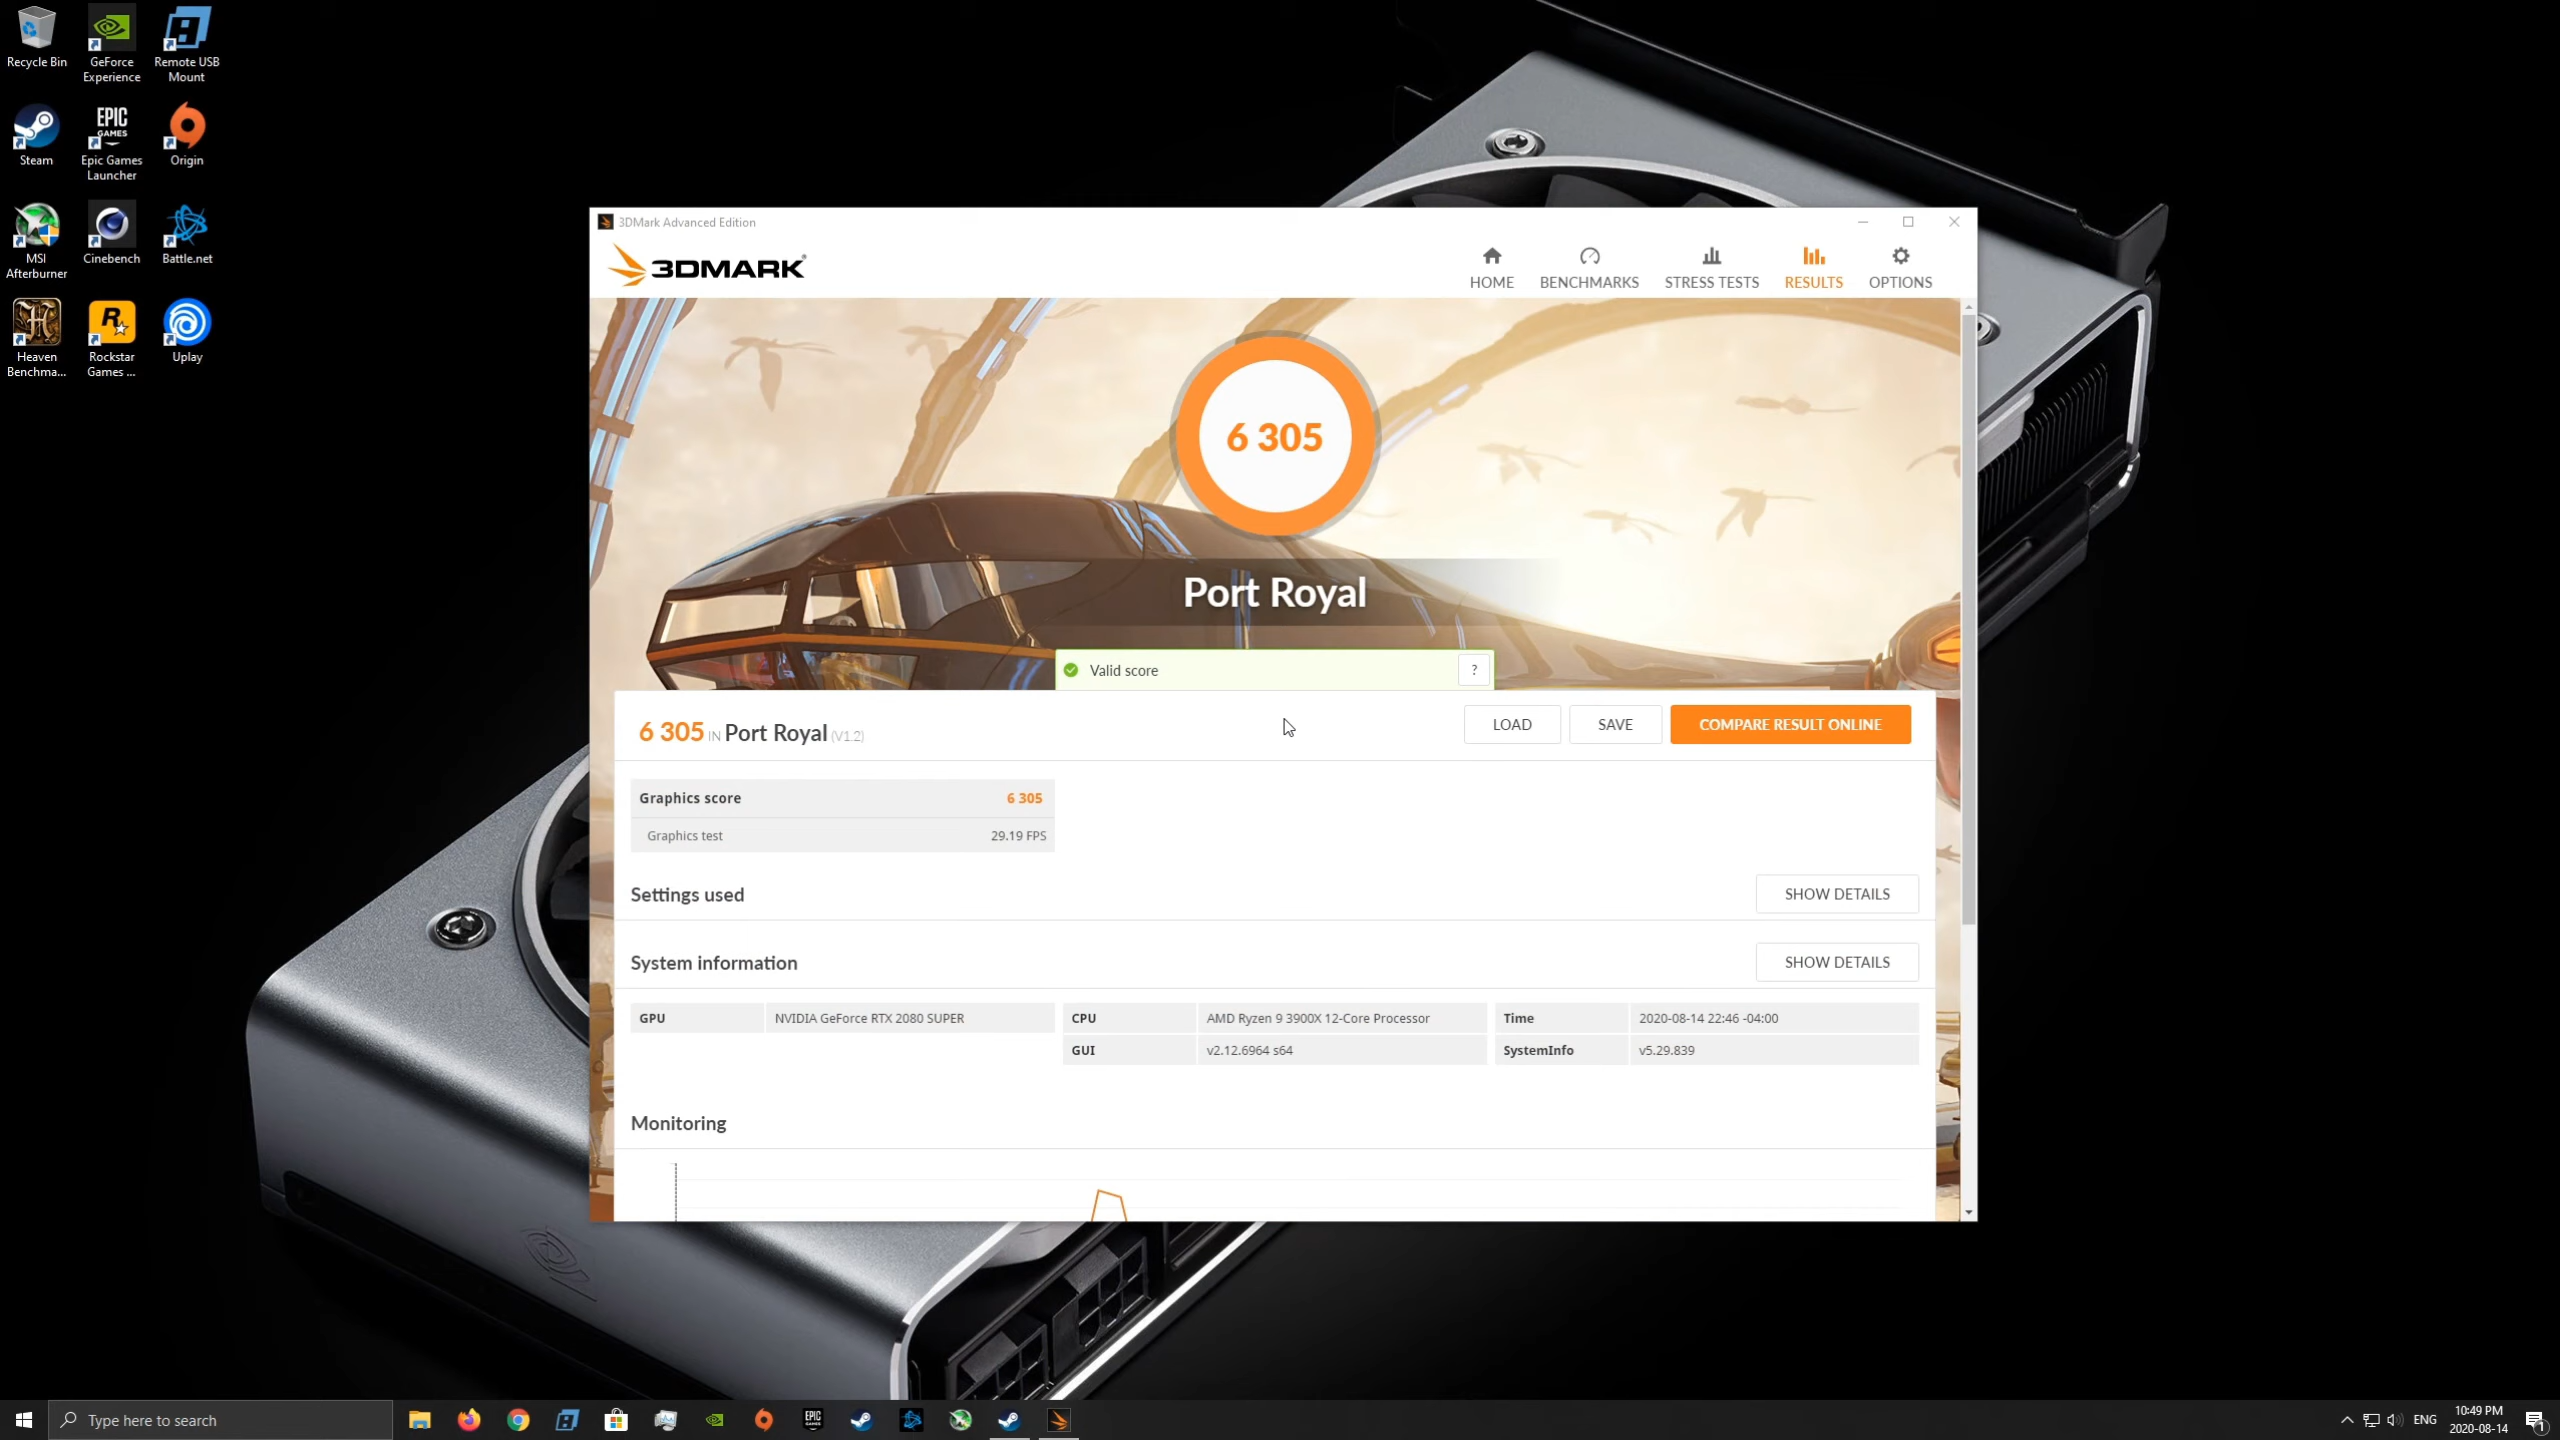 Recycle Bin
GeForce
Experience
Remote USB
Mount
Steam
EPIC
GAMES
Epic Games
Launcher
Origin
MSI
Afterburner
Cinebench
Battle.net
Heaven
Benchma...
R
Rockstar
Games ...
Uplay
3DMark Advanced Edition
3DMARK
HOME
BENCHMARKS
STRESS TESTS
RESULTS
OPTIONS
6 305
Port Royal
Valid score
?
6 305 IN Port Royal (V1.2)
LOAD
SAVE
COMPARE RESULT ONLINE
Graphics score 6 305
Graphics test 29.19 FPS
Settings used
SHOW DETAILS
System information
SHOW DETAILS
GPU NVIDIA GeForce RTX 2080 SUPER
CPU AMD Ryzen 9 3900X 12-Core Processor
Time 2020-08-14 22:46 -04:00
GUI v2.12.6964 s64
SystemInfo v5.29.839
Monitoring
Type here to search
EPIC
GAMES
ENG
10:49 PM
2020-08-14
1